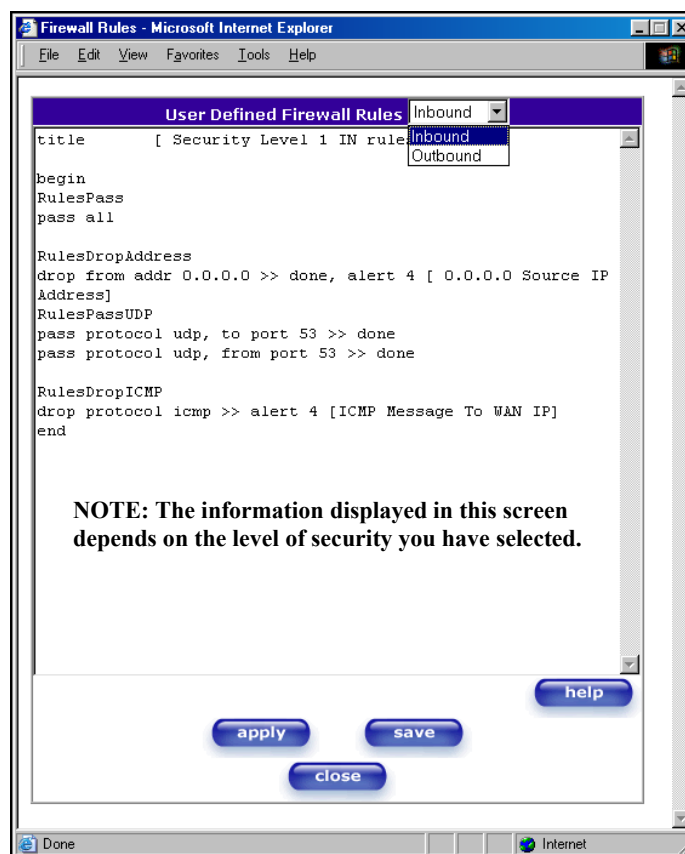 Firewall Rules - Microsoft Internet Explorer
File Edit View Favorites Tools Help
User Defined Firewall Rules Inbound
Inbound
Outbound
title [ Security Level 1 IN rule
begin
RulesPass
pass all
RulesDropAddress
drop from addr 0.0.0.0 >> done, alert 4 [ 0.0.0.0 Source IP
Address]
RulesPassUDP
pass protocol udp, to port 53 >> done
pass protocol udp, from port 53 >> done
RulesDropICMP
drop protocol icmp >> alert 4 [ICMP Message To WAN IP]
end
NOTE: The information displayed in this screen
depends on the level of security you have selected.
help
apply save
close
Done Internet